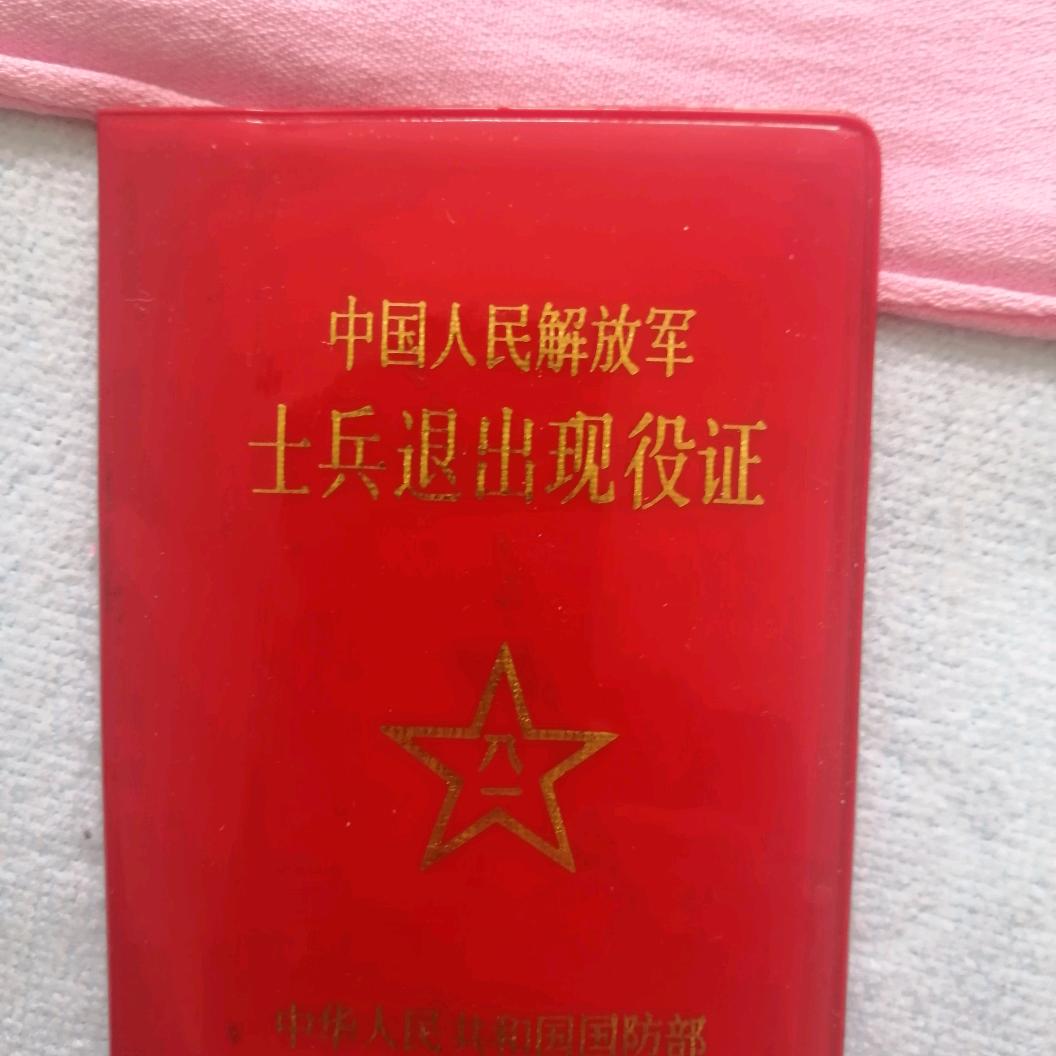 中国人民解放军
士兵退出现役证
八一
中华人民共和国国防部